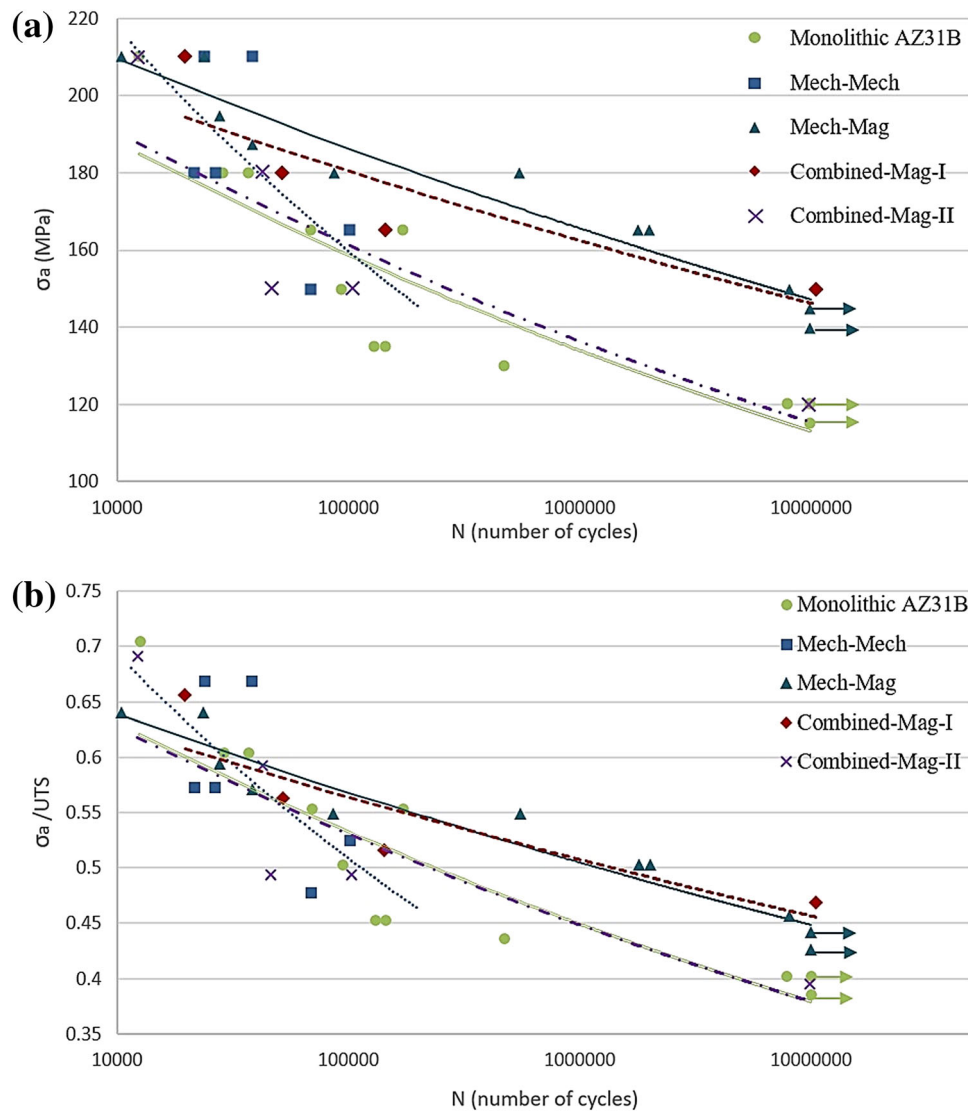 (a)
220
200
180
160
140
120
100
σa (MPa)
10000
100000
1000000
10000000
N (number of cycles)
Monolithic AZ31B
Mech-Mech
Mech-Mag
Combined-Mag-I
Combined-Mag-II
(b)
0.75
0.7
0.65
0.6
0.55
0.5
0.45
0.4
0.35
σa /UTS
10000
100000
1000000
10000000
N (number of cycles)
Monolithic AZ31B
Mech-Mech
Mech-Mag
Combined-Mag-I
Combined-Mag-II